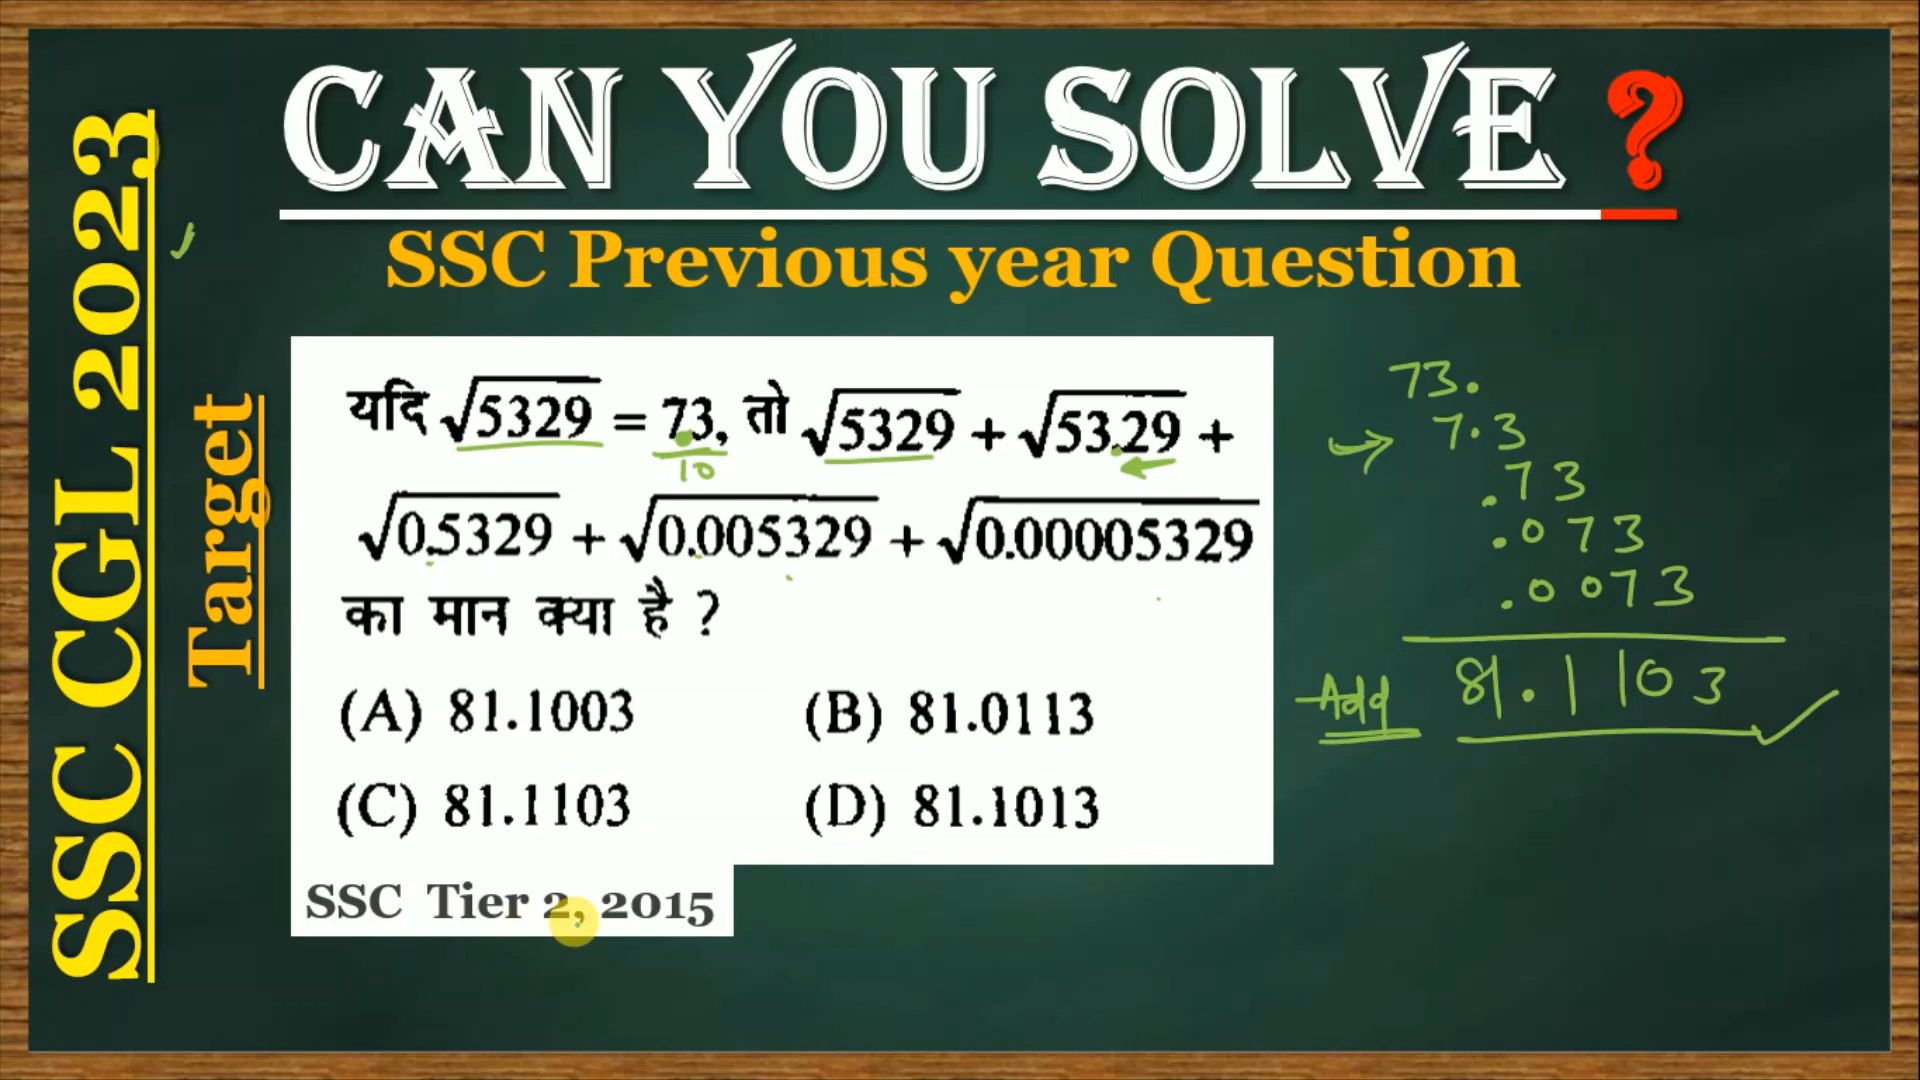 CAN YOU SOLVE ?
SSC Previous year Question
SSC CGL 2023
Target
यदि √5329 = 73, तो √5329 + √53.29 +
10
√0.5329 + √0.005329 + √0.00005329
का मान क्या है ?
(A) 81.1003 (B) 81.0113
(C) 81.1103 (D) 81.1013
SSC Tier 2, 2015
73.
→ 7.3
.73
.073
.0073
Add 81.1103 ✓